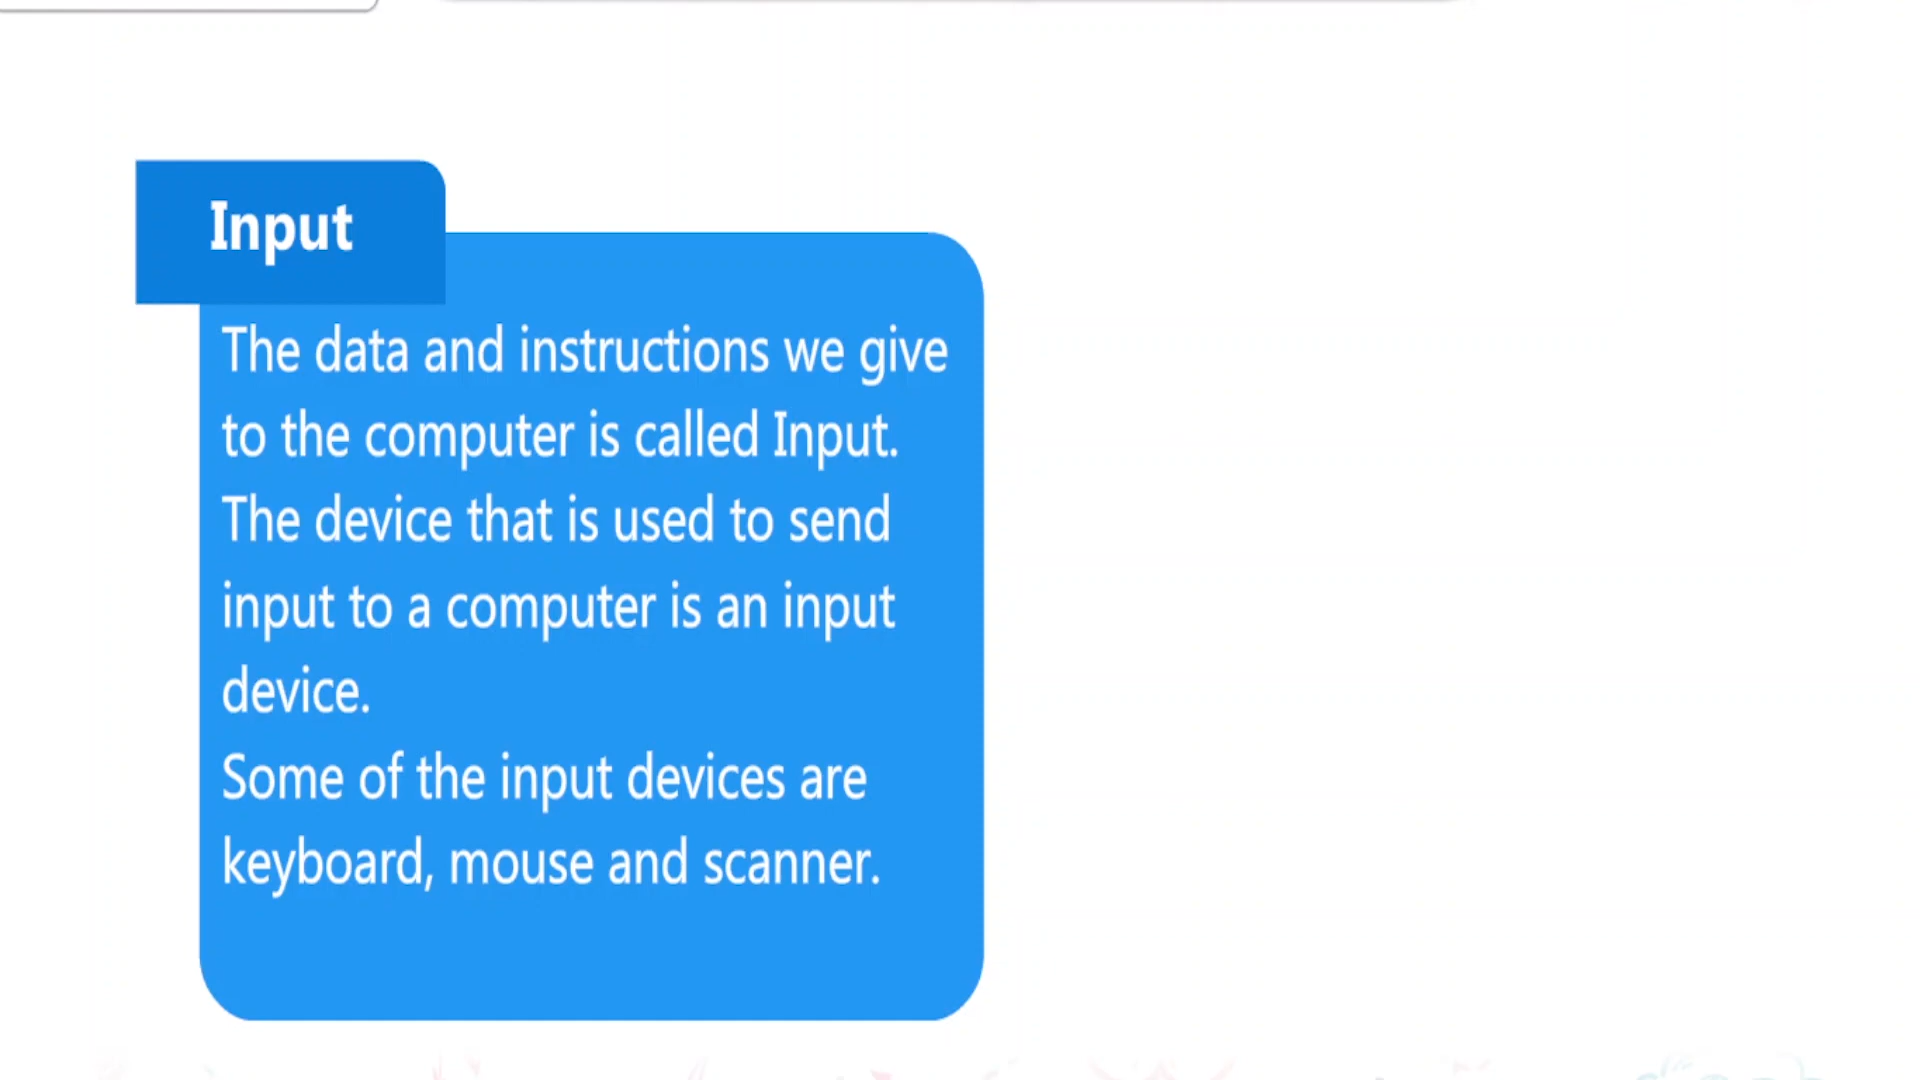 Input
The data and instructions we give
to the computer is called Input.
The device that is used to send
input to a computer is an input
device.
Some of the input devices are
keyboard, mouse and scanner.